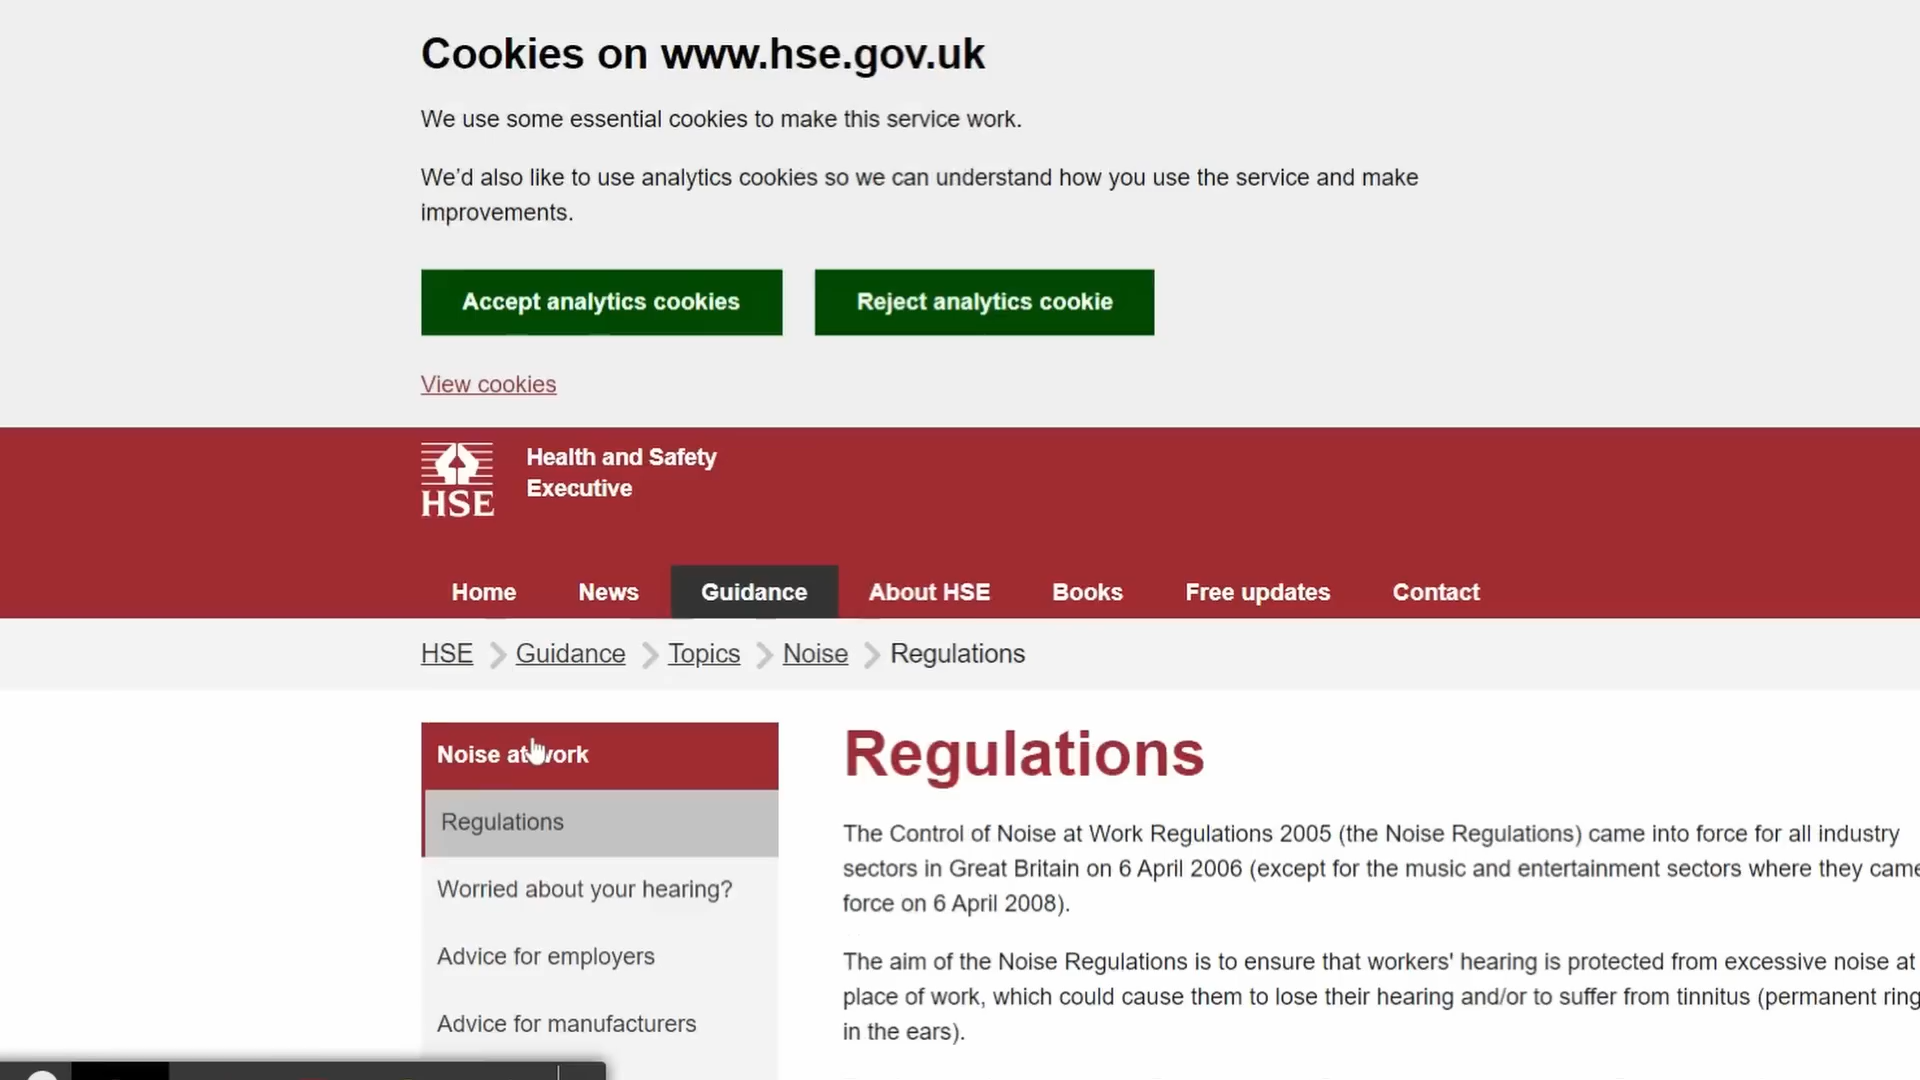 Cookies on www.hse.gov.uk
We use some essential cookies to make this service work.
We'd also like to use analytics cookies so we can understand how you use the service and make
improvements.
Accept analytics cookies
Reject analytics cookie
View cookies
HSE
Health and Safety
Executive
Home
News
Guidance
About HSE
Books
Free updates
Contact
HSE
Guidance
Topics
Noise
Regulations
Noise at work
Regulations
Worried about your hearing?
Advice for employers
Advice for manufacturers
Regulations
The Control of Noise at Work Regulations 2005 (the Noise Regulations) came into force for all industry
sectors in Great Britain on 6 April 2006 (except for the music and entertainment sectors where they came
force on 6 April 2008).
The aim of the Noise Regulations is to ensure that workers' hearing is protected from excessive noise at
place of work, which could cause them to lose their hearing and/or to suffer from tinnitus (permanent ring
in the ears).